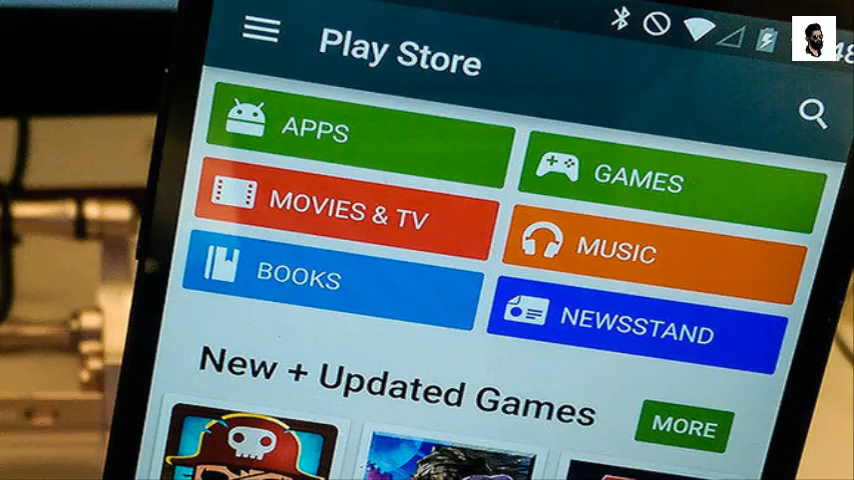 Play Store
APPS
GAMES
MOVIES & TV
MUSIC
BOOKS
NEWSSTAND
New + Updated Games
MORE